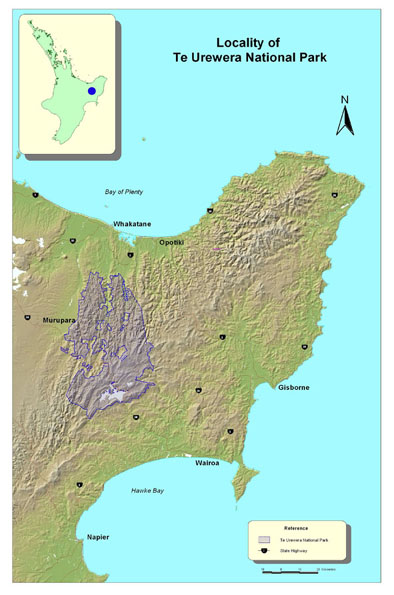 Locality of
Te Urewera National Park
N
Bay of Plenty
Whakatane
Opotiki
Murupara
Gisborne
Wairoa
Hawke Bay
Napier
Reference
Te Urewera National Park
State Highway